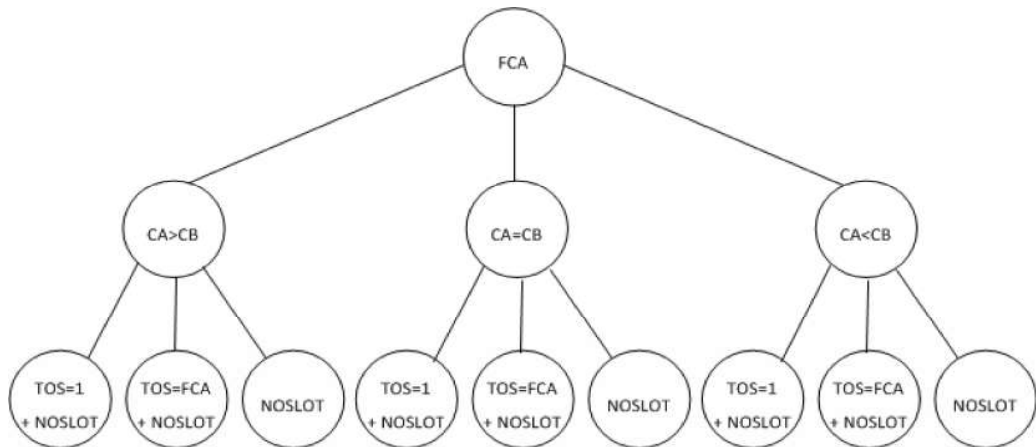 FCA
CA>CB
CA=CB
CA<CB
TOS=1
+ NOSLOT
TOS=FCA
+ NOSLOT
NOSLOT
TOS=1
+ NOSLOT
TOS=FCA
+ NOSLOT
NOSLOT
TOS=1
+ NOSLOT
TOS=FCA
+ NOSLOT
NOSLOT